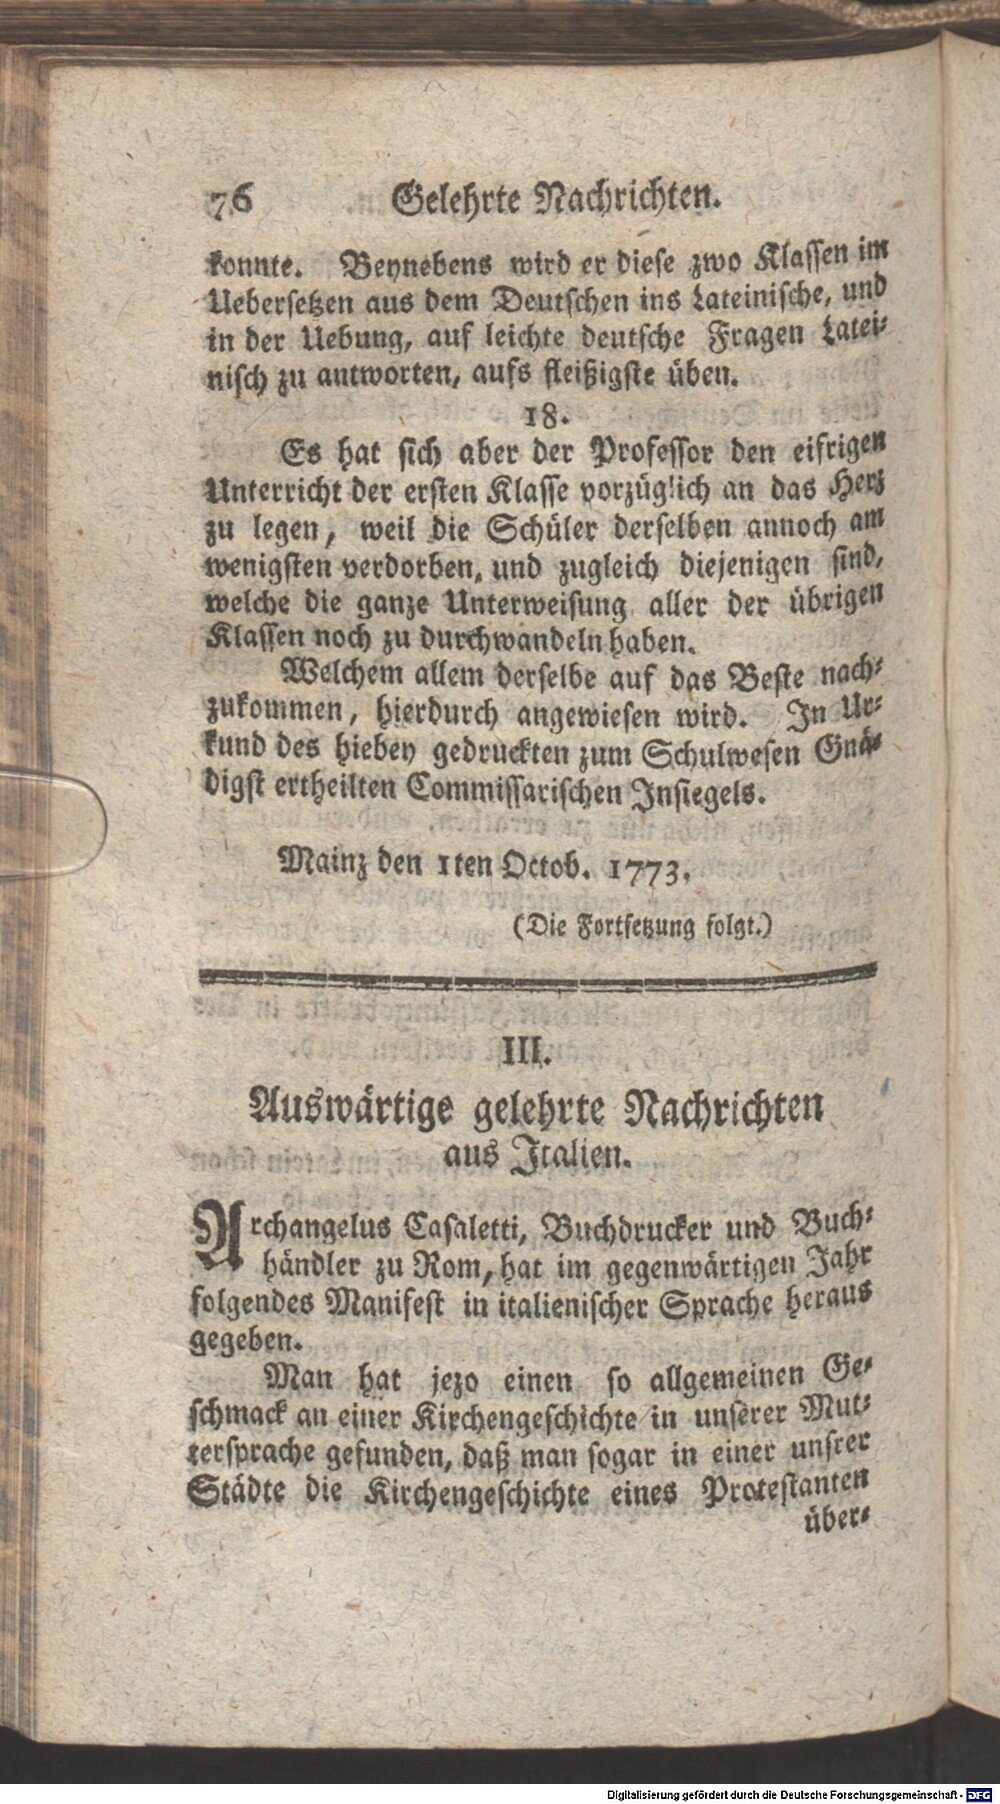 76 Gelehrte Nachrichten.
konnte. Beynebens wird er diese zwo Klassen im
Uebersetzen aus dem Deutschen ins Lateinische, und
in der Uebung, auf leichte deutsche Fragen Latei-
nisch zu antworten, aufs fleißigste üben.
18.
Es hat sich aber der Professor den eifrigen
Unterricht der ersten Klasse vorzüglich an das Herz
zu legen, weil die Schüler derselben annoch am
wenigsten verdorben, und zugleich diejenigen sind,
welche die ganze Unterweisung aller der übrigen
Klassen noch zu durchwandeln haben.
Welchem allem derselbe auf das Beste nach-
zukommen, hierdurch angewiesen wird. In Ur-
kund des hiebey gedruckten zum Schulwesen Gnä-
digst ertheilten Commissarischen Insiegels.
Mainz den 1ten Octob. 1773.
(Die Fortsetzung folgt.)
III.
Auswärtige gelehrte Nachrichten
aus Italien.
Archangelus Casaletti, Buchdrucker und Buch-
händler zu Rom, hat im gegenwärtigen Jahr
folgendes Manifest in italienischer Sprache heraus
gegeben.
Man hat jezo einen so allgemeinen Ge-
schmack an einer Kirchengeschichte in unserer Mut-
tersprache gefunden, daß man sogar in einer unsrer
Städte die Kirchengeschichte eines Protestanten
über-
Digitalisierung gefördert durch die Deutsche Forschungsgemeinschaft - DFG